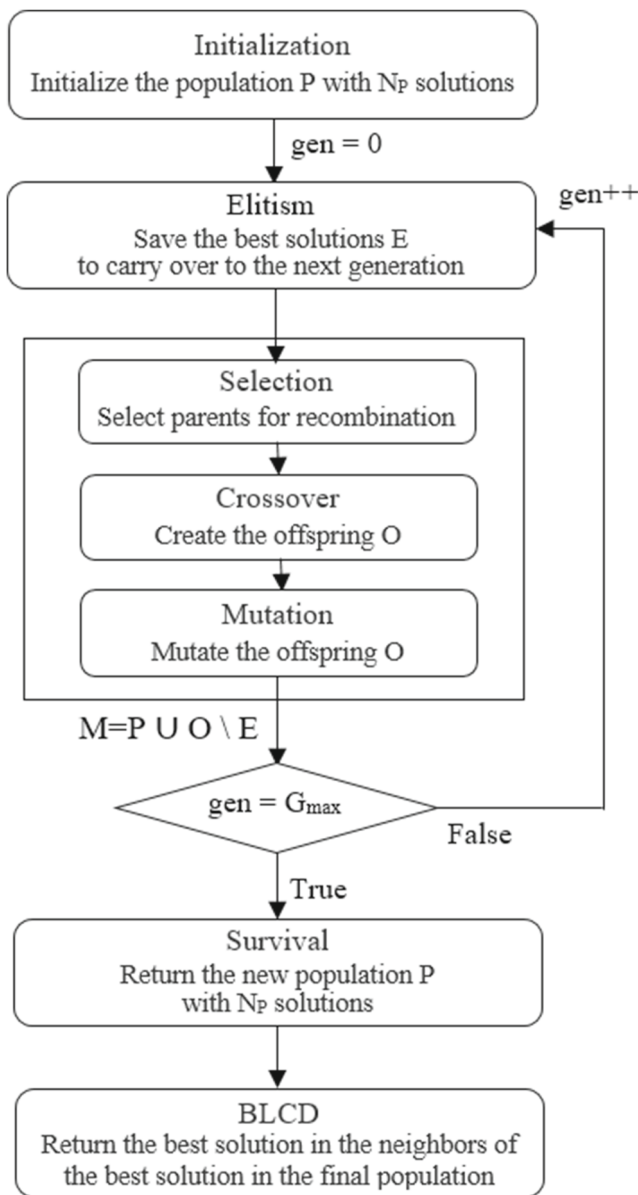 Initialization
Initialize the population P with NP solutions
gen = 0
gen++
Elitism
Save the best solutions E
to carry over to the next generation
Selection
Select parents for recombination
Crossover
Create the offspring O
Mutation
Mutate the offspring O
M=P U O \ E
gen = Gmax
False
True
Survival
Return the new population P
with NP solutions
BLCD
Return the best solution in the neighbors of
the best solution in the final population